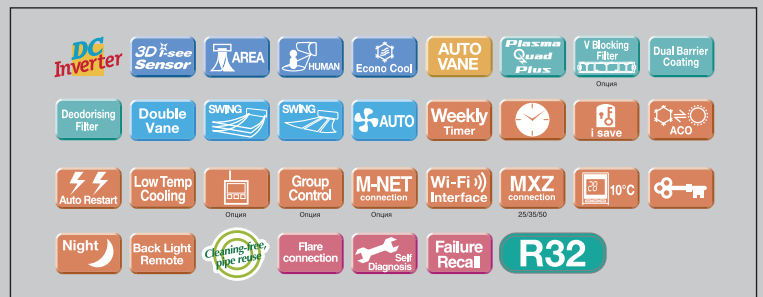 DC
Inverter
3D i-see
Sensor
AREA
HUMAN
Econo Cool
AUTO
VANE
Plasma
Quad
Plus
V Blocking
Filter
Опция
Dual Barrier
Coating
Deodorising
Filter
Double
Vane
SWING
SWING
AUTO
Weekly
Timer
i save
ACO
Auto Restart
Low Temp
Cooling
Опция
Group
Control
Опция
M-NET
connection
Опция
Wi-Fi
Interface
MXZ
connection
25/35/50
28
10°C
Night
Back Light
Remote
Cleaning-free,
pipe reuse
Flare
connection
Self
Diagnosis
Failure
Recall
R32